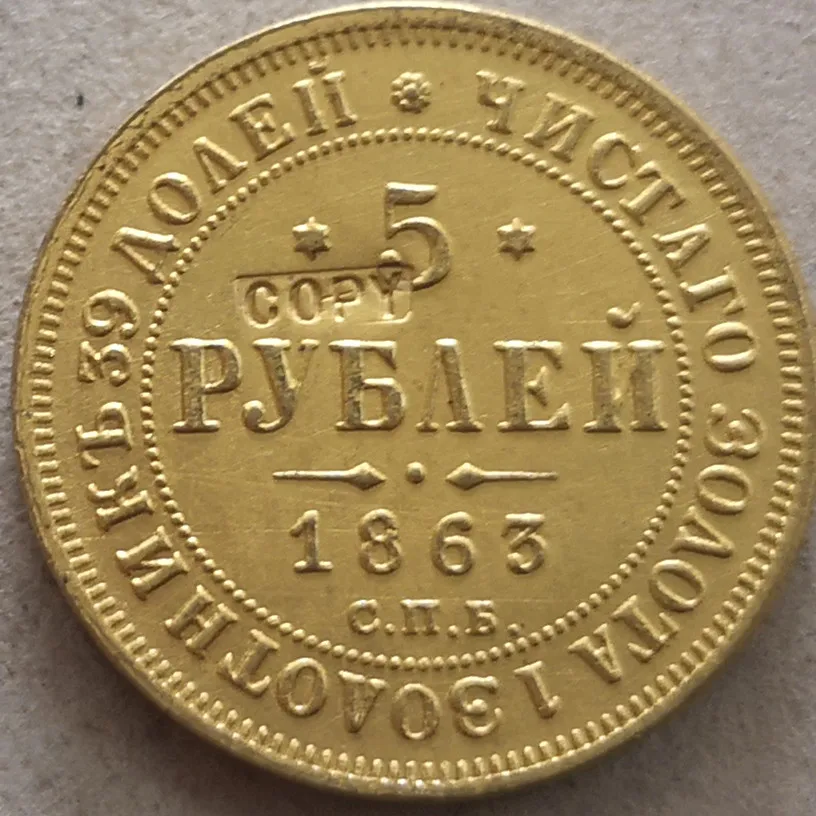 ЧИСТАГО ЗОЛОТА 1 ЗОЛОТНИКЪ 39 ДОЛЕЙ
5
COPY
РУБЛЕЙ
1863
С.П.Б.